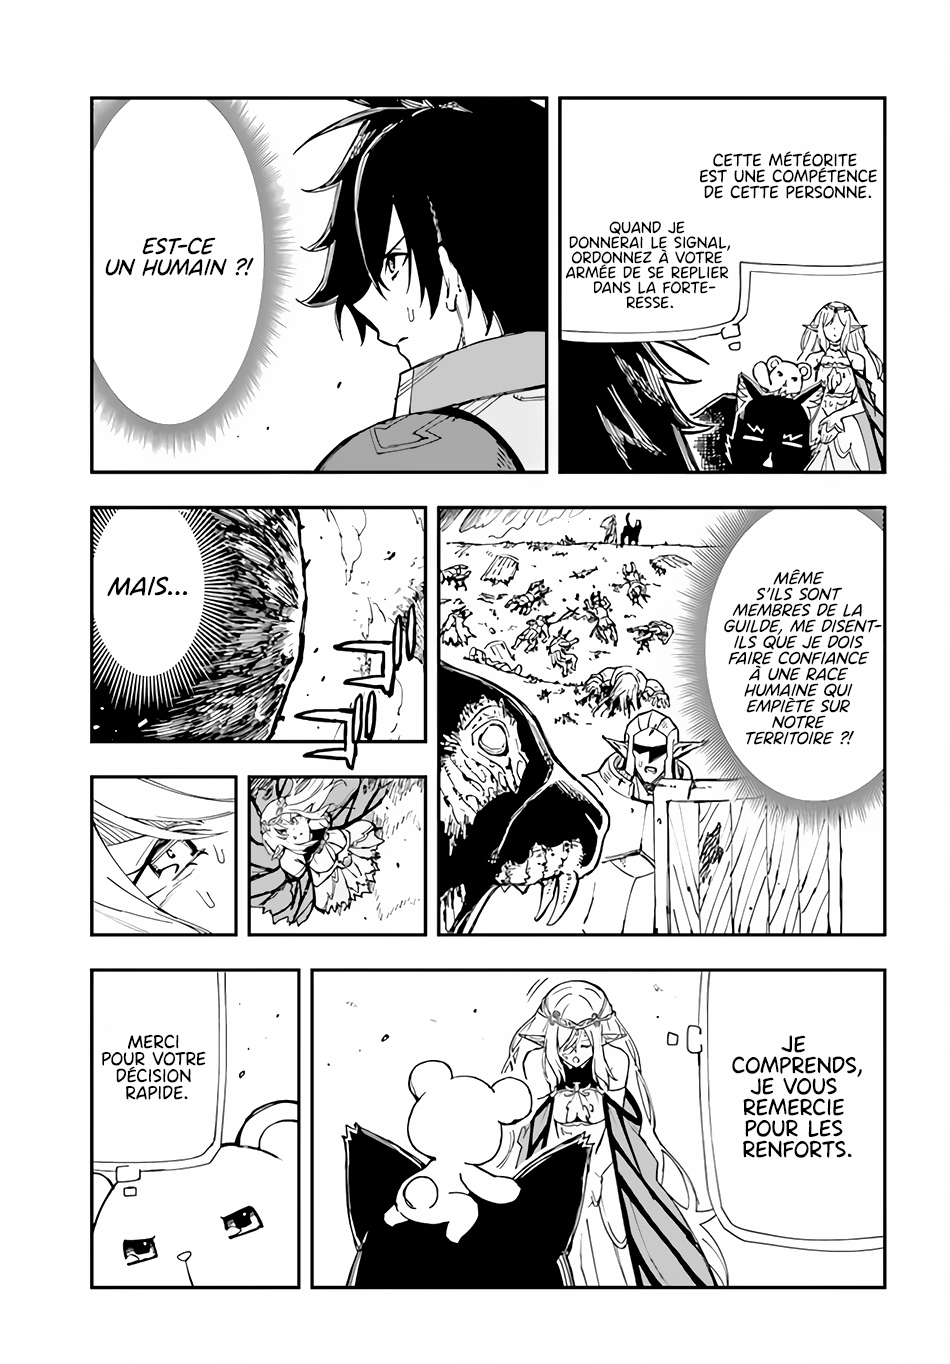 CETTE MÉTÉORITE
EST UNE COMPÉTENCE
DE CETTE PERSONNE.
QUAND JE
DONNERAI LE SIGNAL,
ORDONNEZ À VOTRE
ARMÉE DE SE REPLIER
DANS LA FORTE-
RESSE.
EST-CE
UN HUMAIN ?!
MÊME
S'ILS SONT
MEMBRES DE LA
GUILDE, ME DISENT-
ILS QUE JE DOIS
FAIRE CONFIANCE
À UNE RACE
HUMAINE QUI
EMPIÈTE SUR
NOTRE
TERRITOIRE ?!
MAIS...
JE
COMPRENDS,
JE VOUS
REMERCIE
POUR LES
RENFORTS.
MERCI
POUR VOTRE
DÉCISION
RAPIDE.